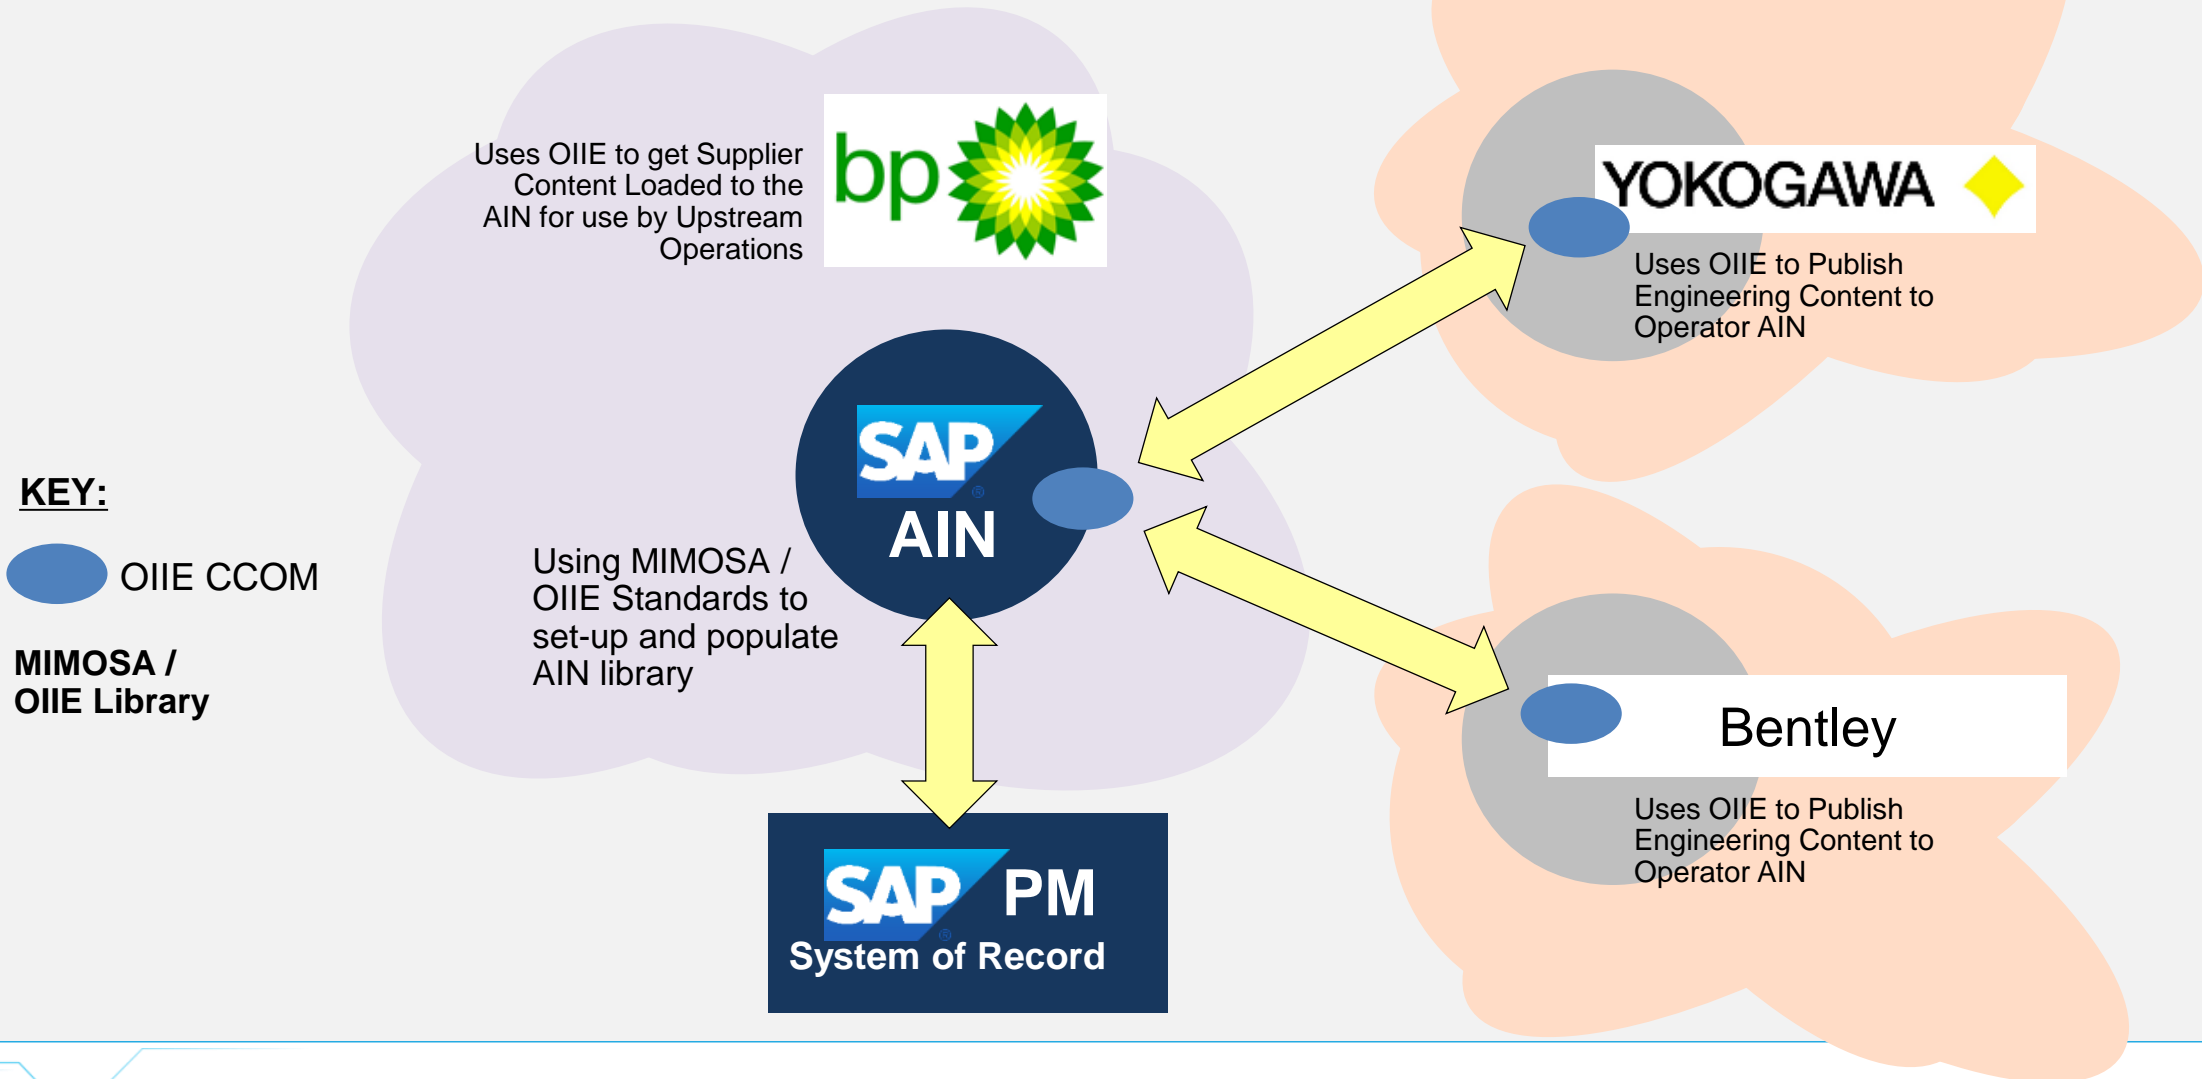 Uses OIIE to get Supplier
Content Loaded to the
AIN for use by Upstream
Operations
bp
YOKOGAWA
Uses OIIE to Publish
Engineering Content to
Operator AIN
SAP
®
AIN
KEY:
OIIE CCOM
MIMOSA /
OIIE Library
Using MIMOSA /
OIIE Standards to
set-up and populate
AIN library
Bentley
Uses OIIE to Publish
Engineering Content to
Operator AIN
SAP PM
®
System of Record